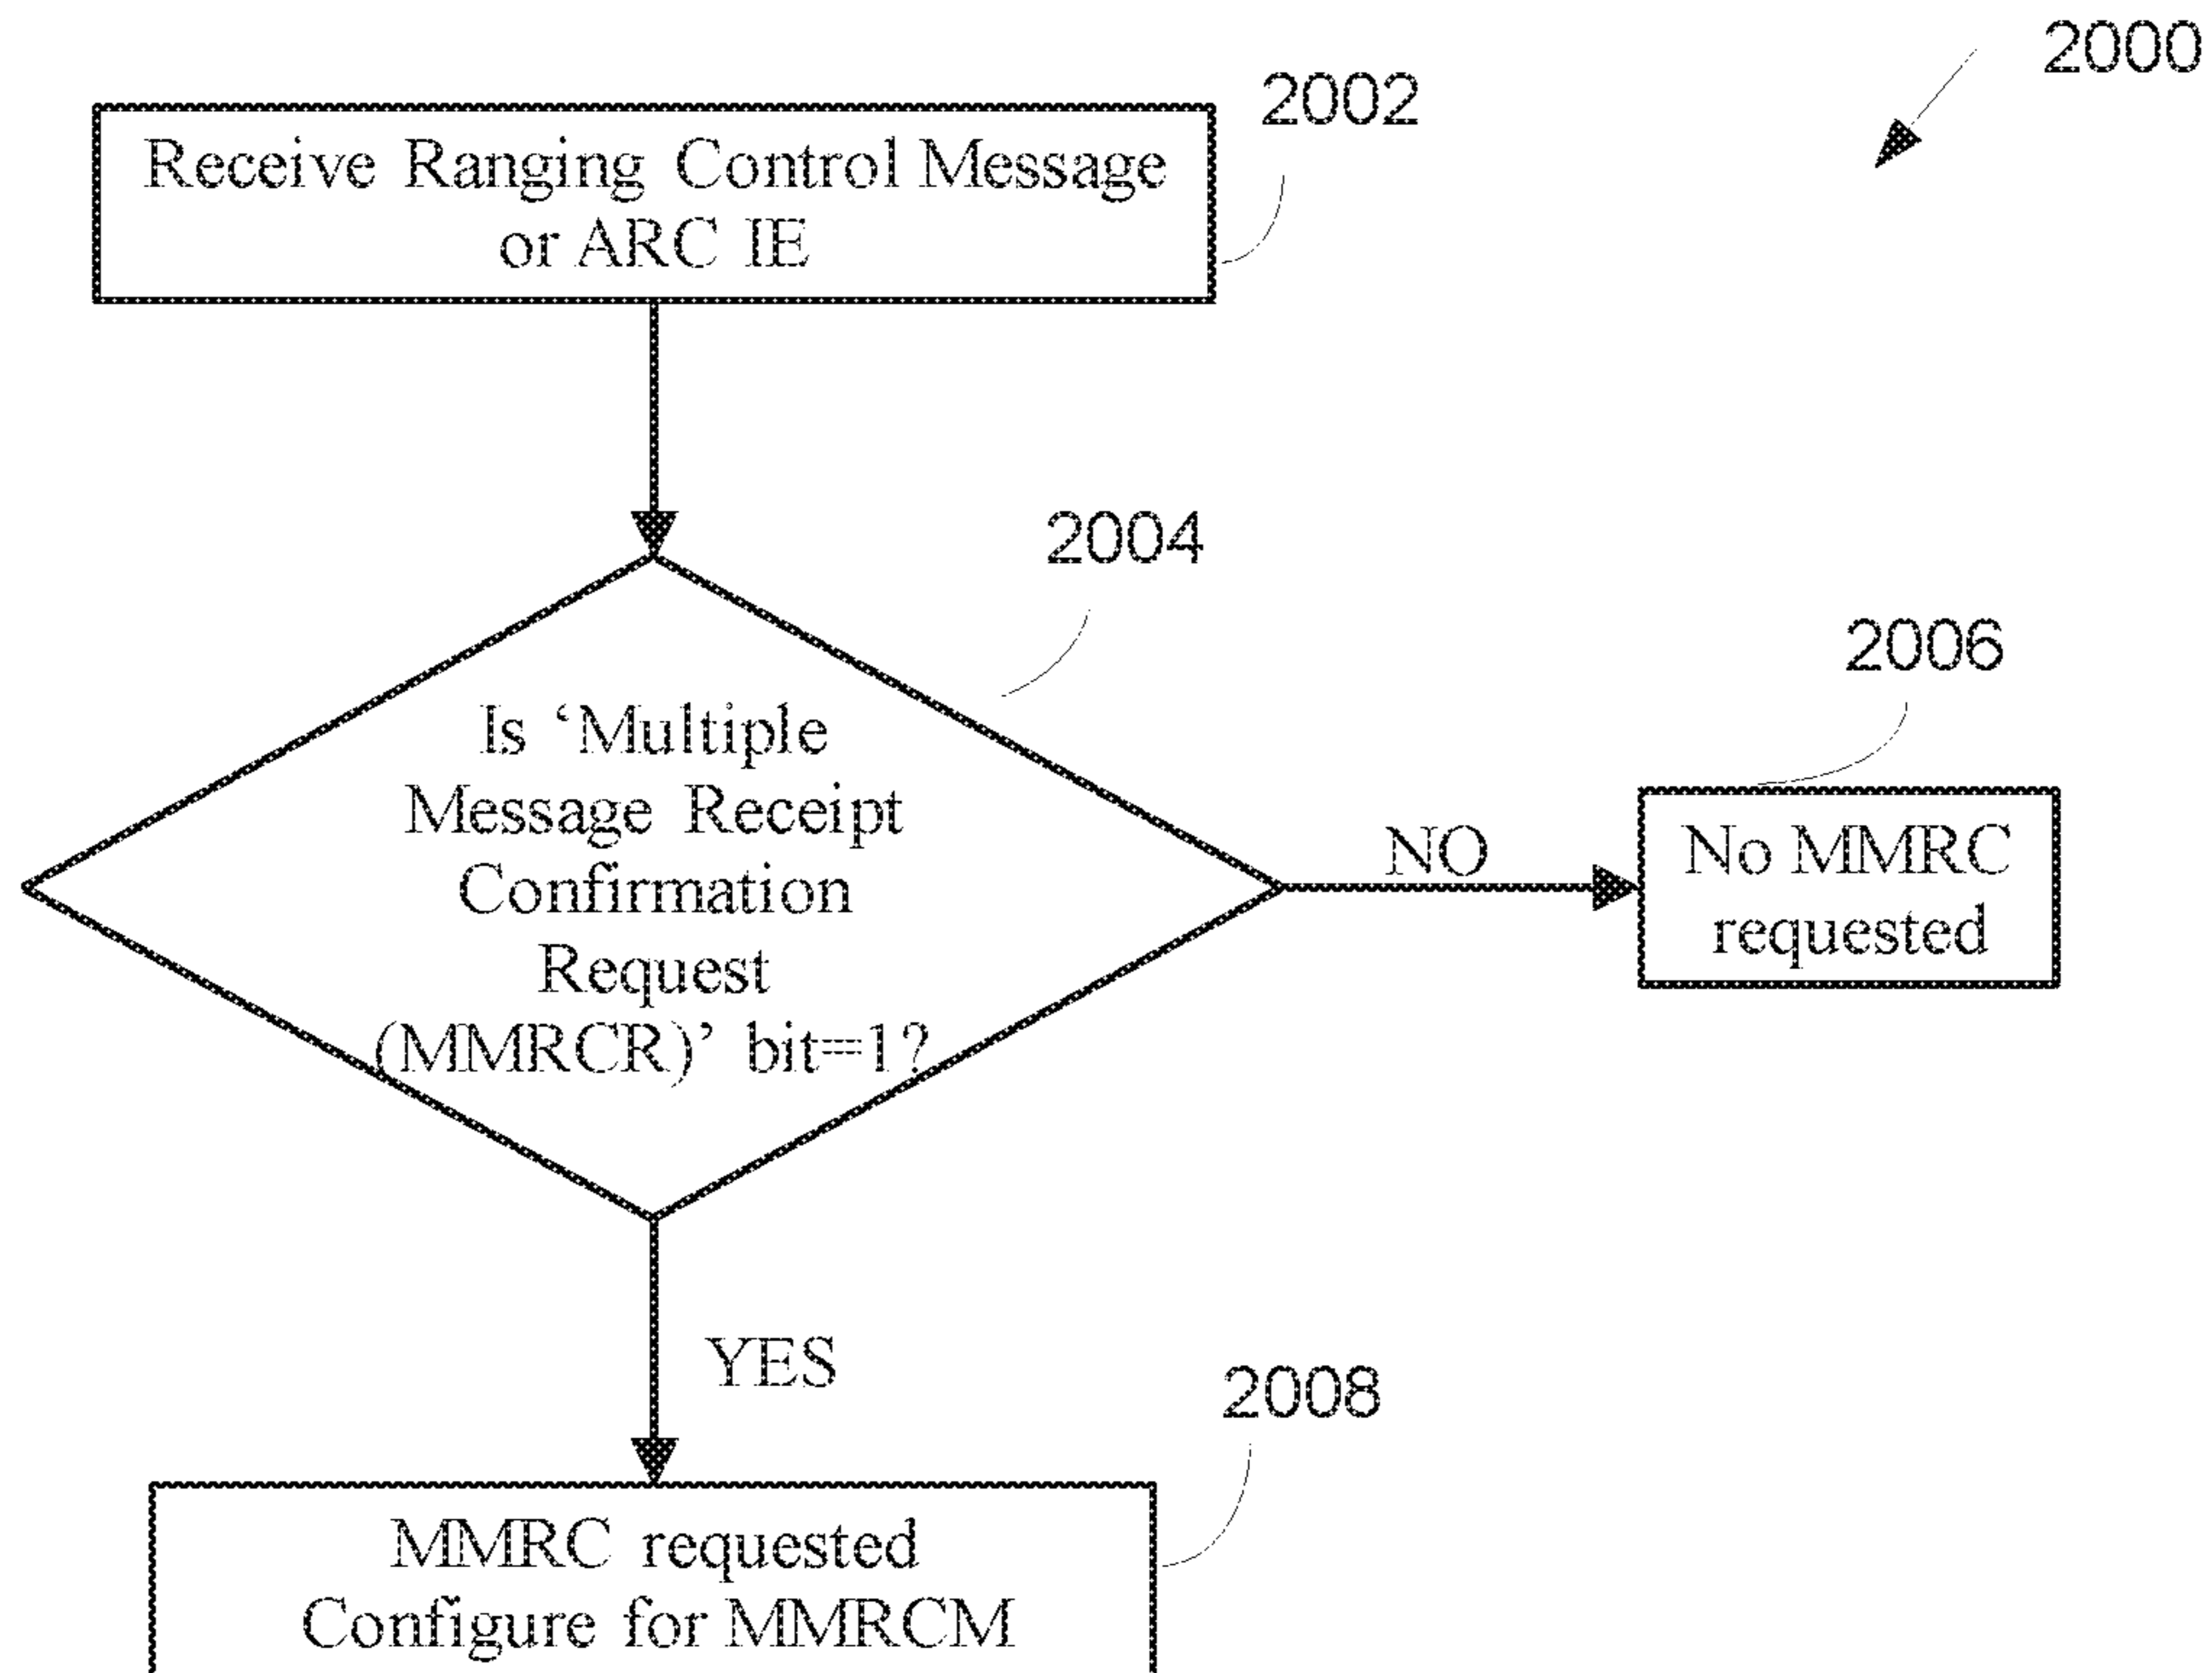 2000
2002
Receive Ranging Control Message
or ARC IE
2004
Is ‘Multiple
Message Receipt
Confirmation
Request
(MMRCR)’ bit==1?
NO
2006
No MMRC
requested
YES
2008
MMRC requested
Configure for MMRCM